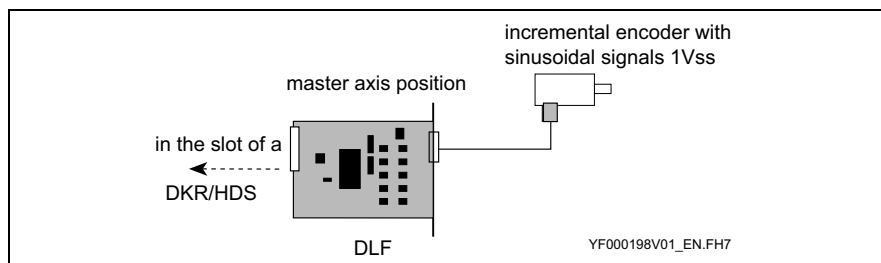 incremental encoder with
sinusoidal signals 1Vss
master axis position
in the slot of a
DKR/HDS
DLF
YF000198V01_EN.FH7